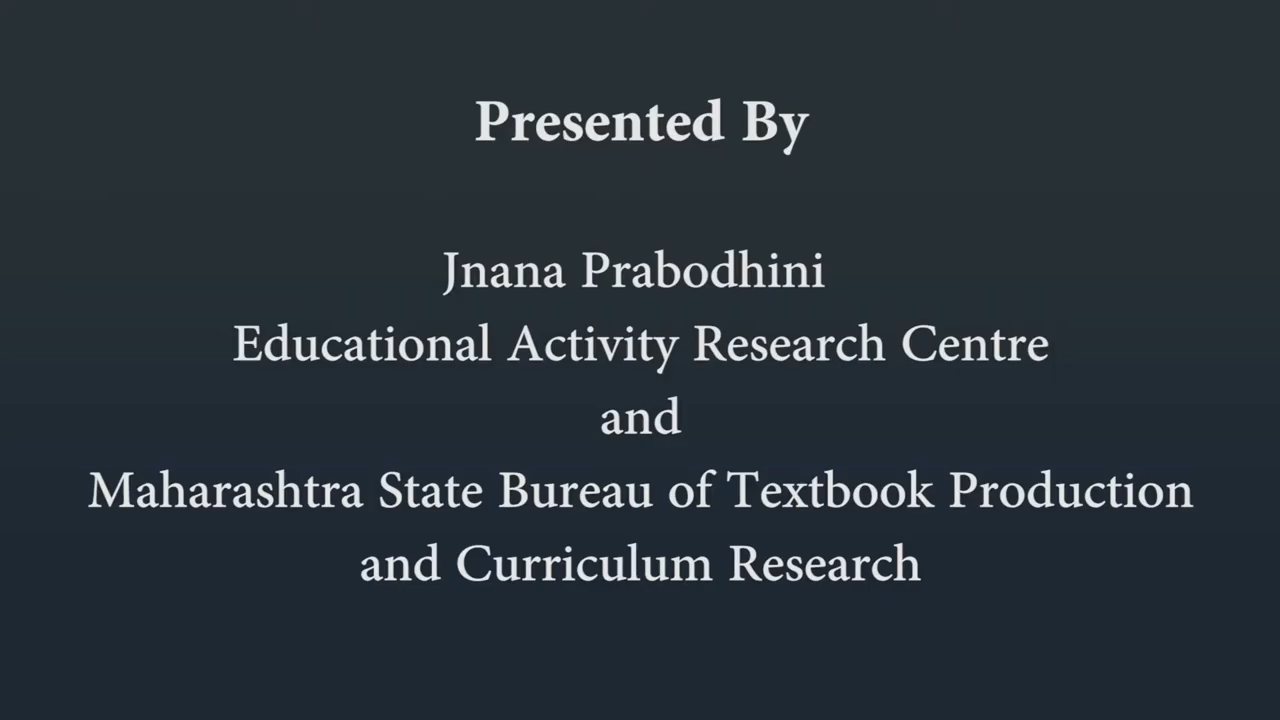 Presented By
Jnana Prabodhini
Educational Activity Research Centre
and
Maharashtra State Bureau of Textbook Production
and Curriculum Research